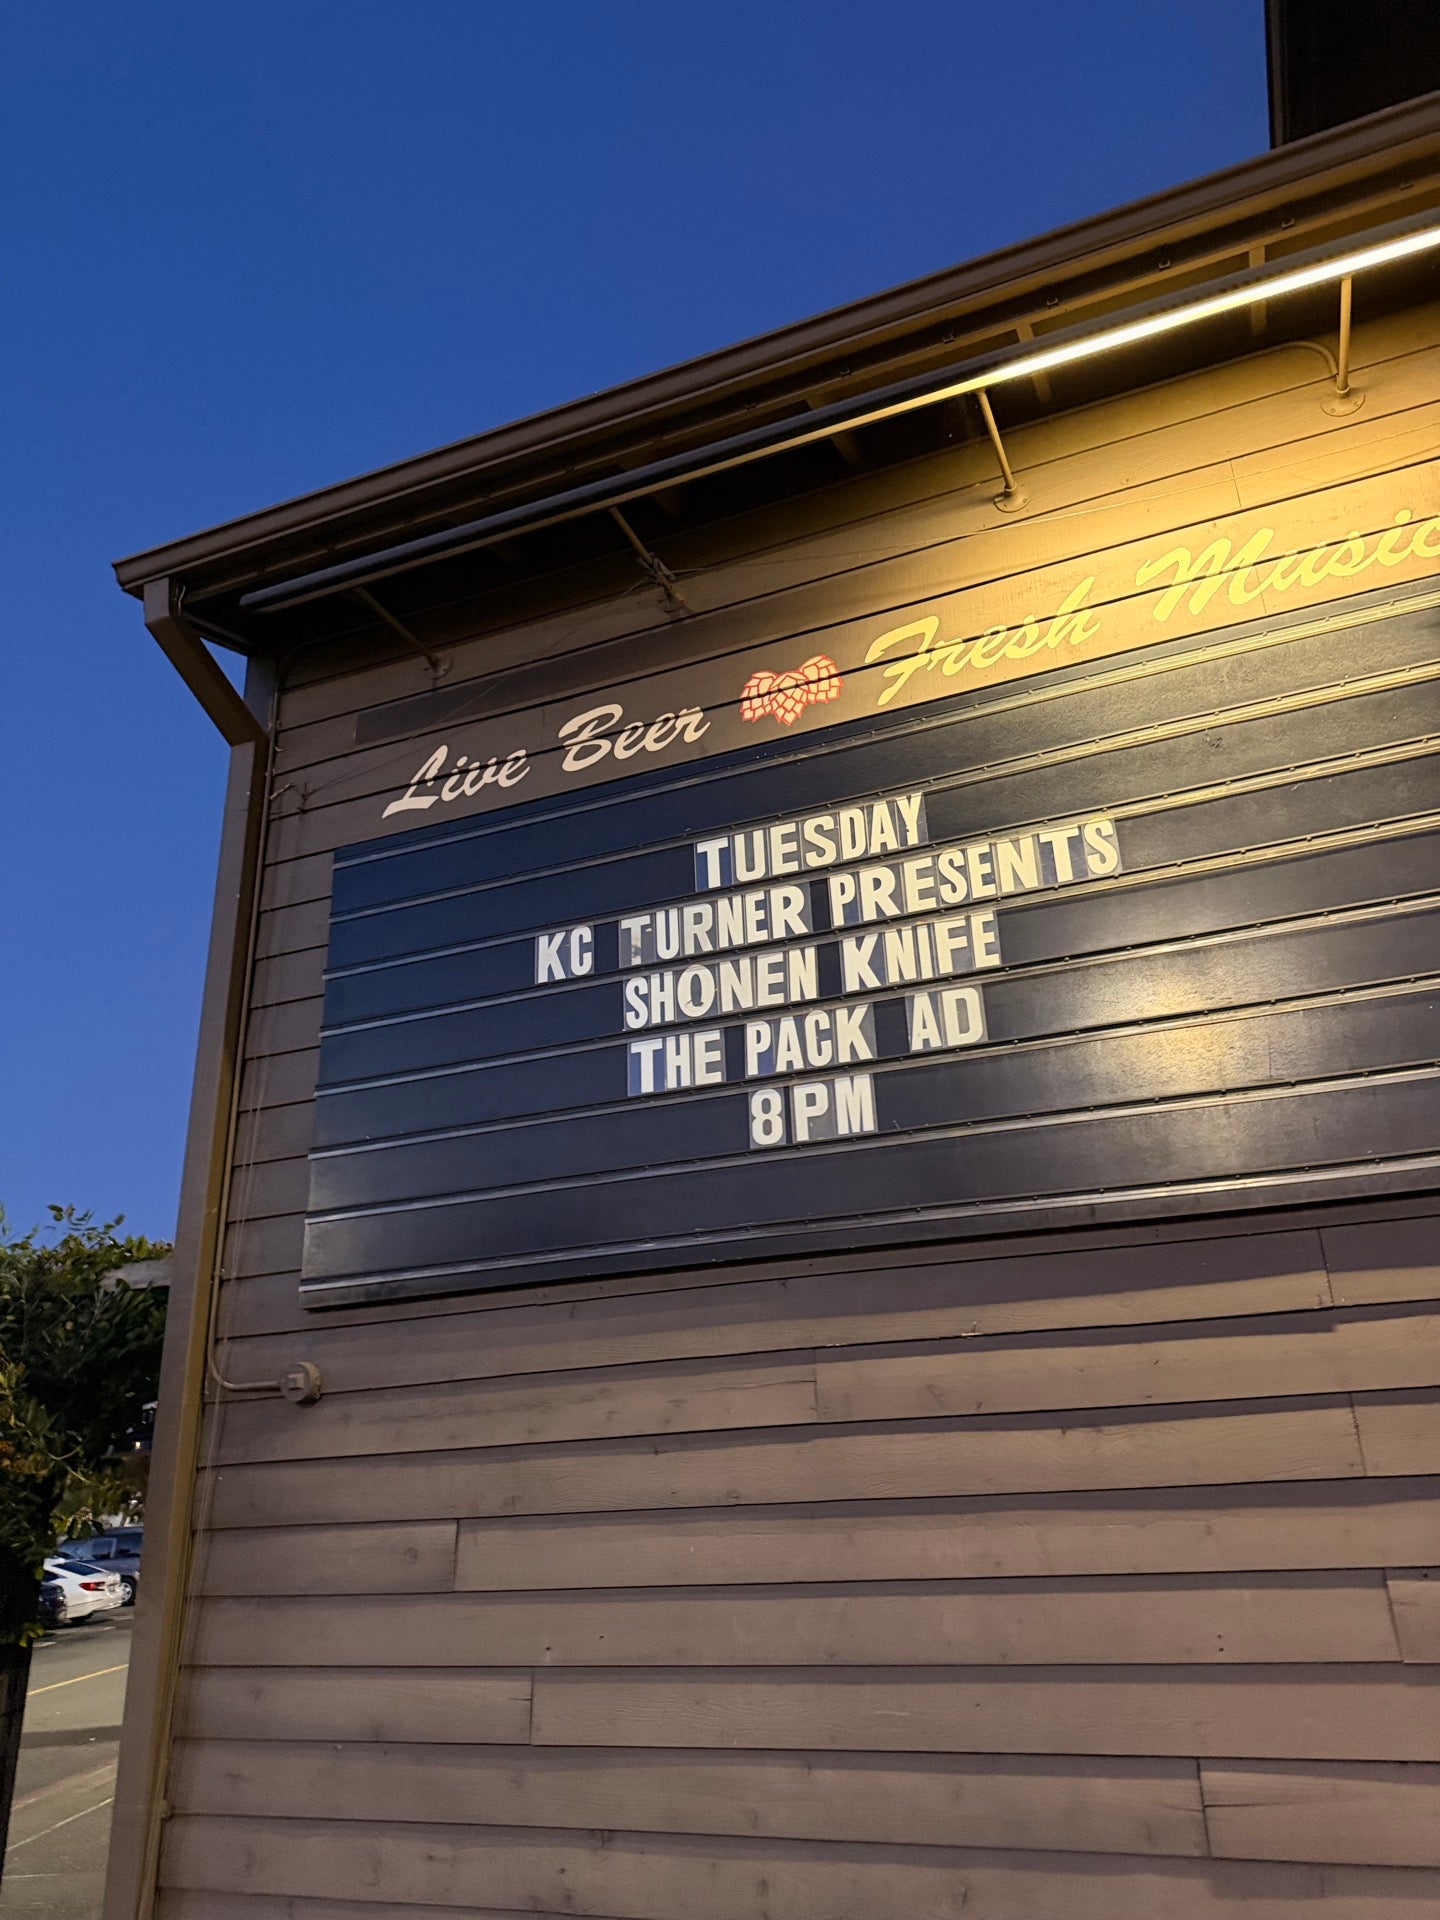 Live Beer Fresh Music
TUESDAY
KC TURNER PRESENTS
SHONEN KNIFE
THE PACK AD
8PM